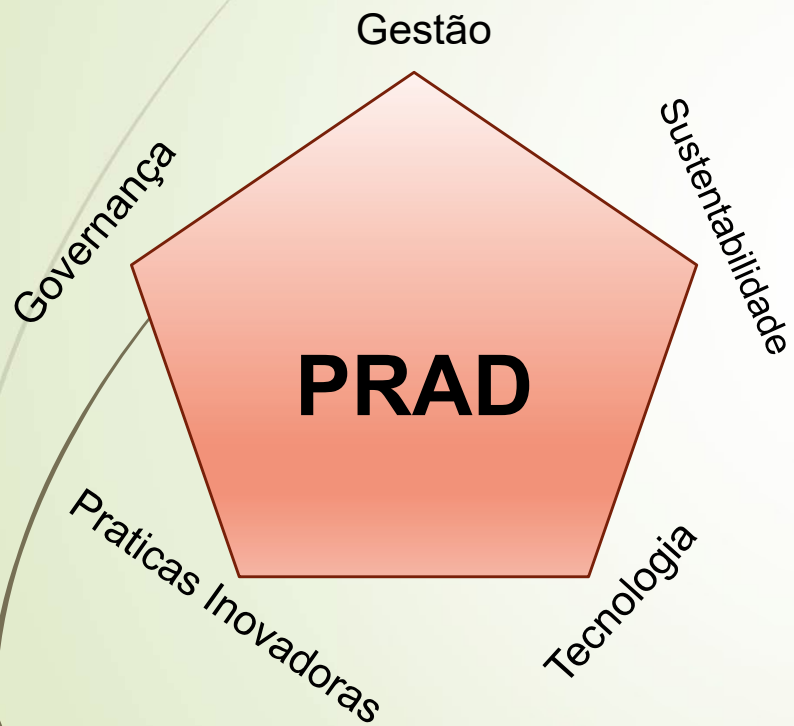 Gestão
Sustentabilidade
Governança
PRAD
Praticas Inovadoras
Tecnologia